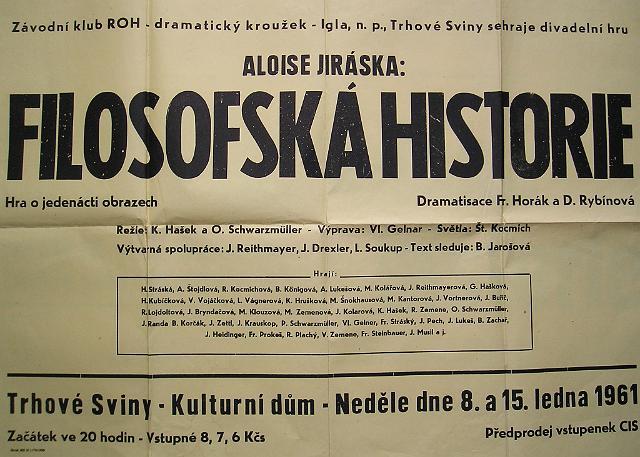 Závodní klub ROH - dramatický kroužek - Igla, n. p., Trhové Sviny sehraje divadelní hru
ALOISE JIRÁSKA:
FILOSOFSKÁ HISTORIE
Hra o jedenácti obrazech
Dramatisace Fr. Horák a D. Rybínová
Režie: K. Hašek a O. Schwarzmüller - Výprava: Vl. Gelnar - Světla: Št. Kocmich
Výtvarná spolupráce: J. Reithmayer, J. Drexler, L. Soukup - Text sleduje: B. Jarošová
Hrají:
H. Stráská, A. Štojdlová, R. Kocmichová, B. Königová, A. Lukešová, M. Kolářová, J. Reithmayerová, G. Hašková,
H. Kubíčková, V. Vojáčková, L. Vágnerová, K. Hrušková, M. Šnokhausová, M. Kantorová, J. Vortnerová, J. Buřič,
R. Lojdoltová, J. Bryndačová, M. Klouzová, M. Zemenová, J. Kolarová, K. Hašek, R. Zemene, O. Schwarzmüller,
J. Randa B. Korčák, J. Zettl, J. Krauskop, P. Schwarzmüller, Vl. Gelner, Fr. Stráský, J. Pech, J. Lukeš, B. Zachař,
J. Heidinger, Fr. Prokeš, R. Plachý, V. Zemene, Fr. Steinbauer, J. Musil a j.
Trhové Sviny - Kulturní dům - Neděle dne 8. a 15. ledna 1961
Začátek ve 20 hodin - Vstupné 8, 7, 6 Kčs
Předprodej vstupenek CIS